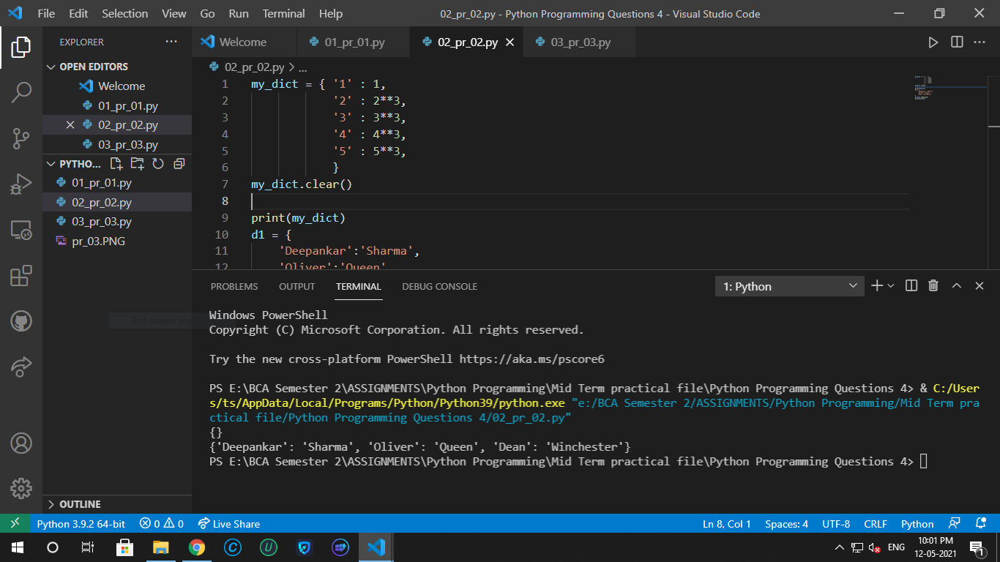 File Edit Selection View Go Run Terminal Help 02_pr_02.py - Python Programming Questions 4 - Visual Studio Code
EXPLORER
Welcome 01_pr_01.py 02_pr_02.py 03_pr_03.py
OPEN EDITORS
Welcome
01_pr_01.py
02_pr_02.py
03_pr_03.py
PYTHO...
01_pr_01.py
02_pr_02.py
03_pr_03.py
pr_03.PNG
OUTLINE
02_pr_02.py > ...
1 my_dict = { '1' : 1,
2 '2' : 2**3,
3 '3' : 3**3,
4 '4' : 4**3,
5 '5' : 5**3,
6 }
7 my_dict.clear()
8
9 print(my_dict)
10 d1 = {
11 'Deepankar':'Sharma',
12 'Oliver':'Queen'
PROBLEMS OUTPUT TERMINAL DEBUG CONSOLE 1: Python
Windows PowerShell
Copyright (C) Microsoft Corporation. All rights reserved.
Try the new cross-platform PowerShell https://aka.ms/pscore6
PS E:\BCA Semester 2\ASSIGNMENTS\Python Programming\Mid Term practical file\Python Programming Questions 4> & C:/User
s/ts/AppData/Local/Programs/Python/Python39/python.exe "e:/BCA Semester 2/ASSIGNMENTS/Python Programming/Mid Term pra
ctical file/Python Programming Questions 4/02_pr_02.py"
{}
{'Deepankar': 'Sharma', 'Oliver': 'Queen', 'Dean': 'Winchester'}
PS E:\BCA Semester 2\ASSIGNMENTS\Python Programming\Mid Term practical file\Python Programming Questions 4>
Python 3.9.2 64-bit 0 0 Live Share Ln 8, Col 1 Spaces: 4 UTF-8 CRLF Python
ENG
10:01 PM
12-05-2021
1